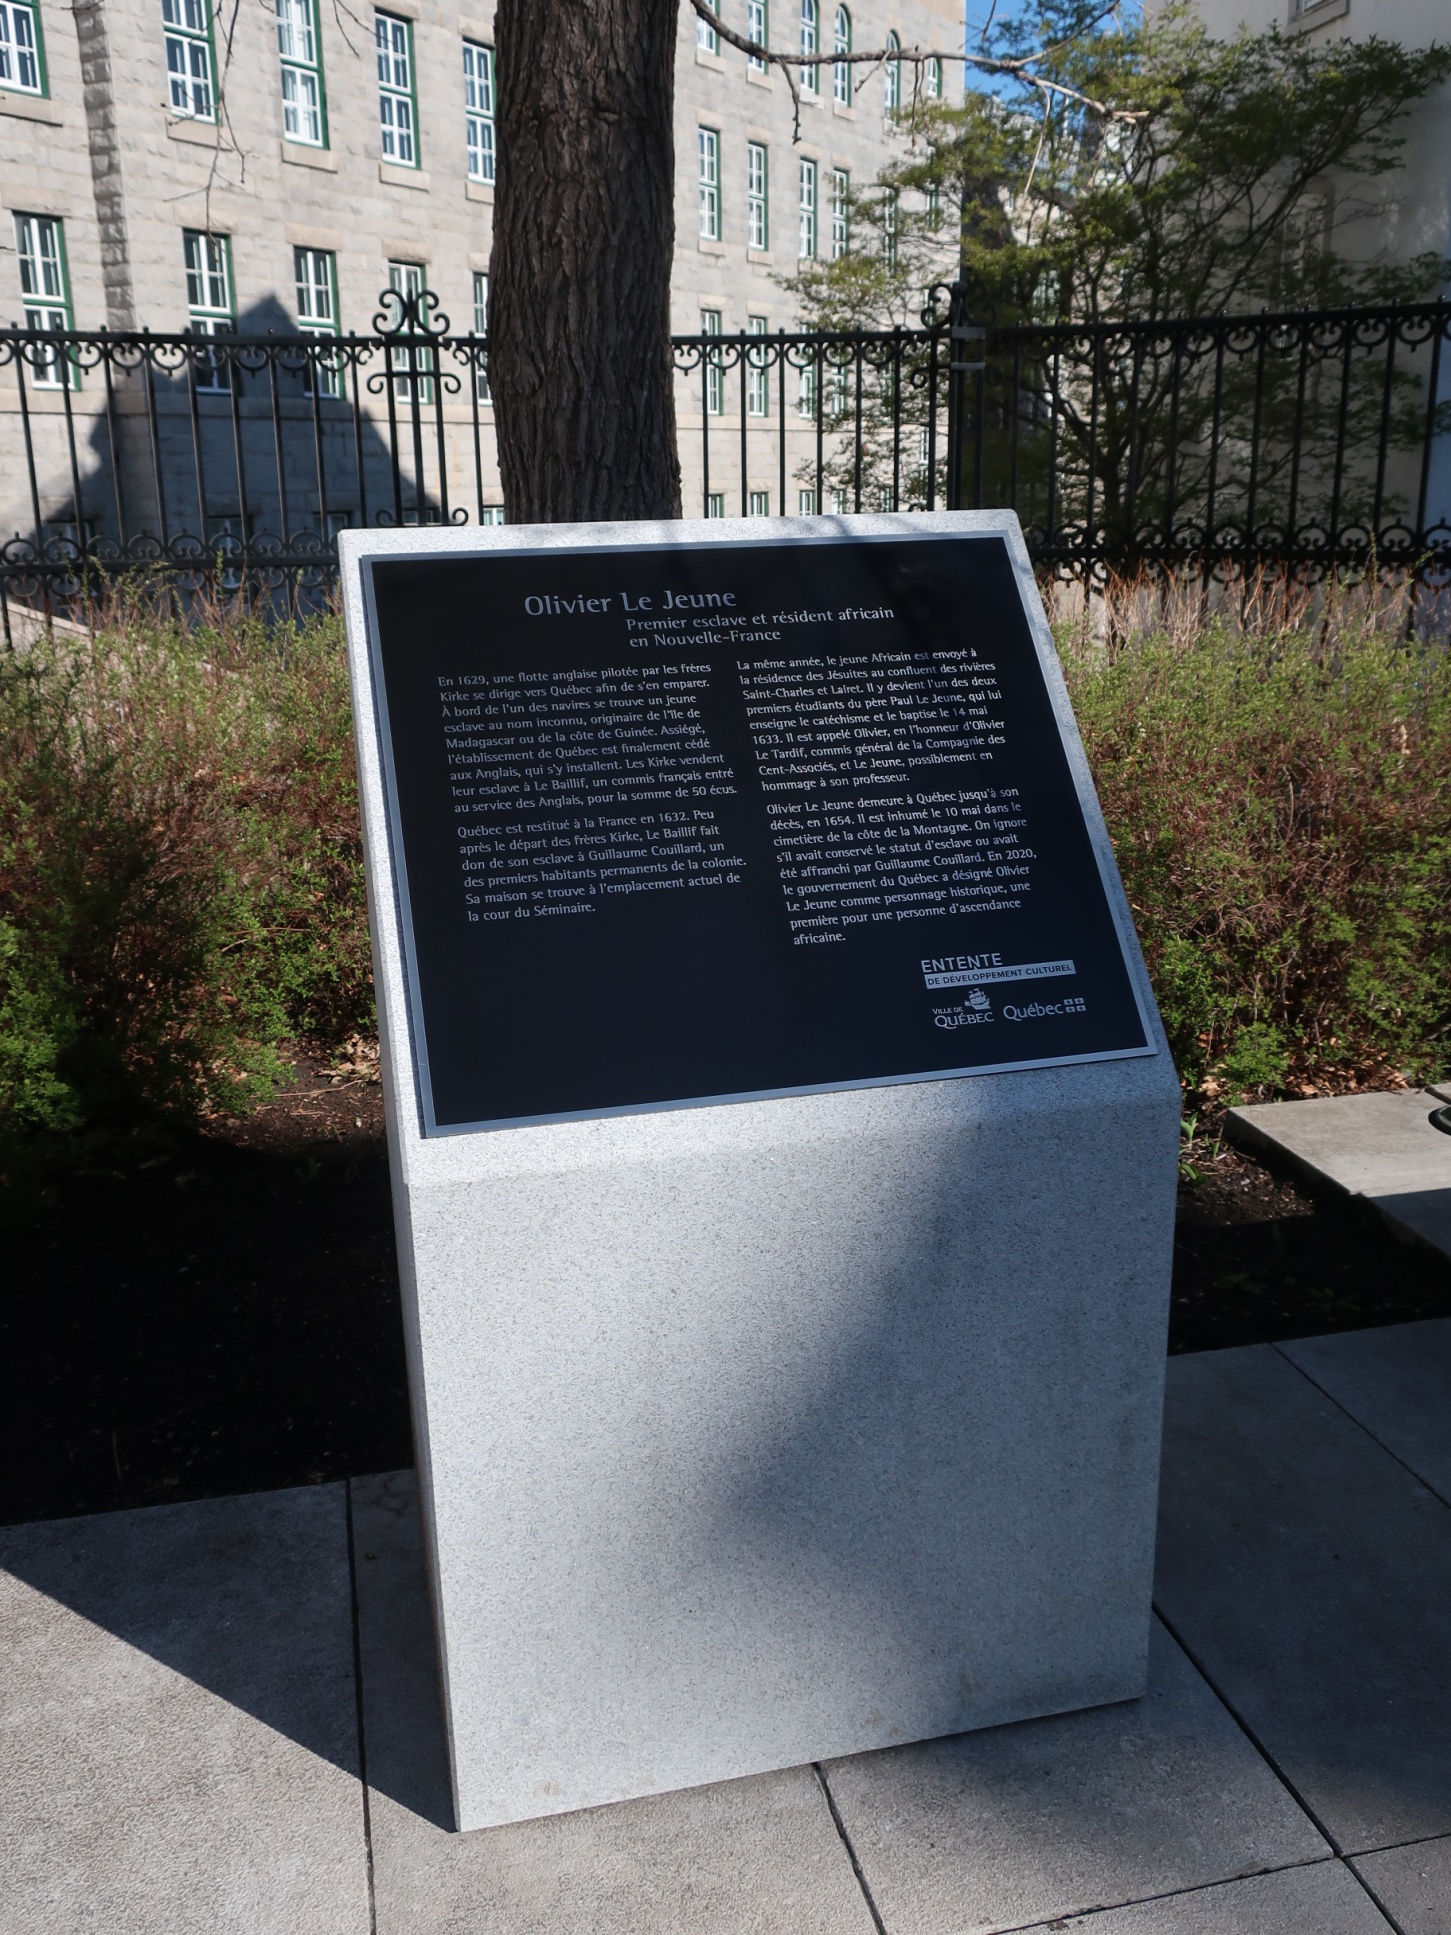 Olivier Le Jeune
Premier esclave et résident africain
en Nouvelle-France
En 1629, une flotte anglaise pilotée par les frères
Kirke se dirige vers Québec afin de s'en emparer.
À bord de l'un des navires se trouve un jeune
esclave au nom inconnu, originaire de l'île de
Madagascar ou de la côte de Guinée. Assiégé,
l'établissement de Québec est finalement cédé
aux Anglais, qui s'y installent. Les Kirke vendent
leur esclave à Le Baillif, un commis français entré
au service des Anglais, pour la somme de 50 écus.
Québec est restitué à la France en 1632. Peu
après le départ des frères Kirke, Le Baillif fait
don de son esclave à Guillaume Couillard, un
des premiers habitants permanents de la colonie.
Sa maison se trouve à l'emplacement actuel de
la cour du Séminaire.
La même année, le jeune Africain est envoyé à
la résidence des Jésuites au confluent des rivières
Saint-Charles et Lairet. Il y devient l'un des deux
premiers étudiants du père Paul Le Jeune, qui lui
enseigne le catéchisme et le baptise le 14 mai
1633. Il est appelé Olivier, en l'honneur d'Olivier
Le Tardif, commis général de la Compagnie des
Cent-Associés, et Le Jeune, possiblement en
hommage à son professeur.
Olivier Le Jeune demeure à Québec jusqu'à son
décès, en 1654. Il est inhumé le 10 mai dans le
cimetière de la côte de la Montagne. On ignore
s'il avait conservé le statut d'esclave ou avait
été affranchi par Guillaume Couillard. En 2020,
le gouvernement du Québec a désigné Olivier
Le Jeune comme personnage historique, une
première pour une personne d'ascendance
africaine.
ENTENTE
DE DÉVELOPPEMENT CULTUREL
VILLE DE
QUÉBEC
Québec